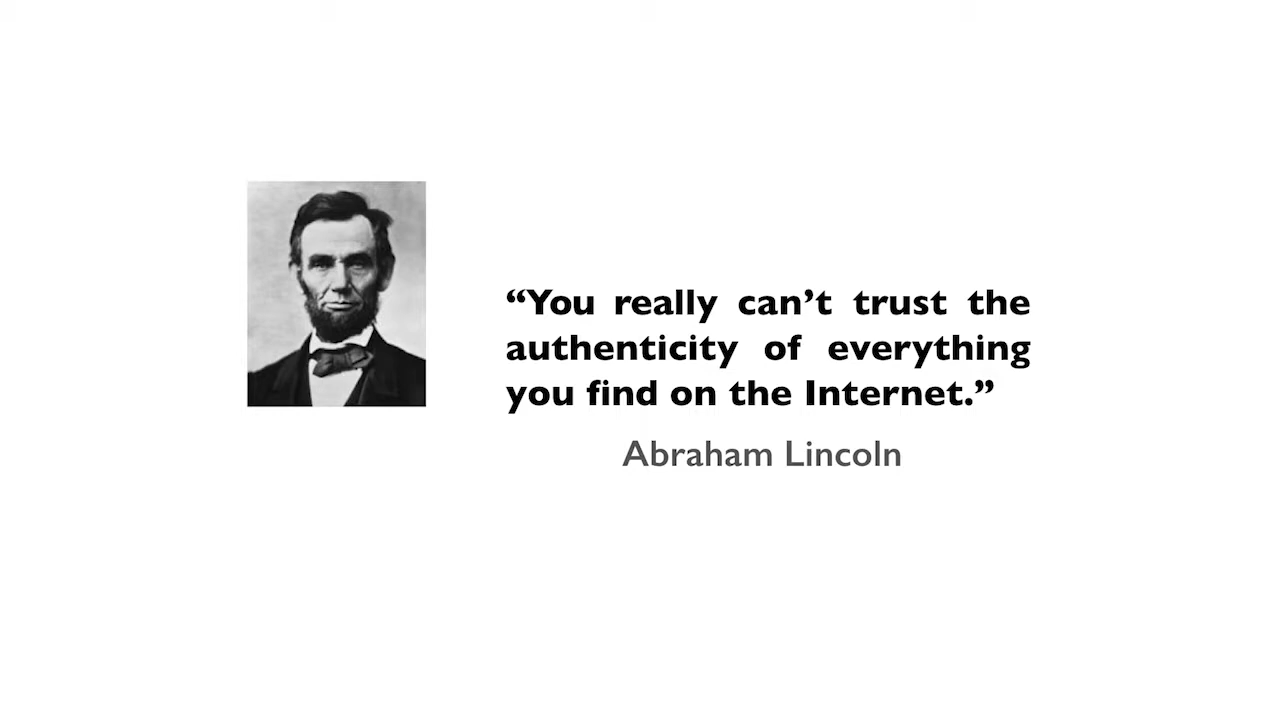 “You really can’t trust the
authenticity of everything
you find on the Internet.”
Abraham Lincoln